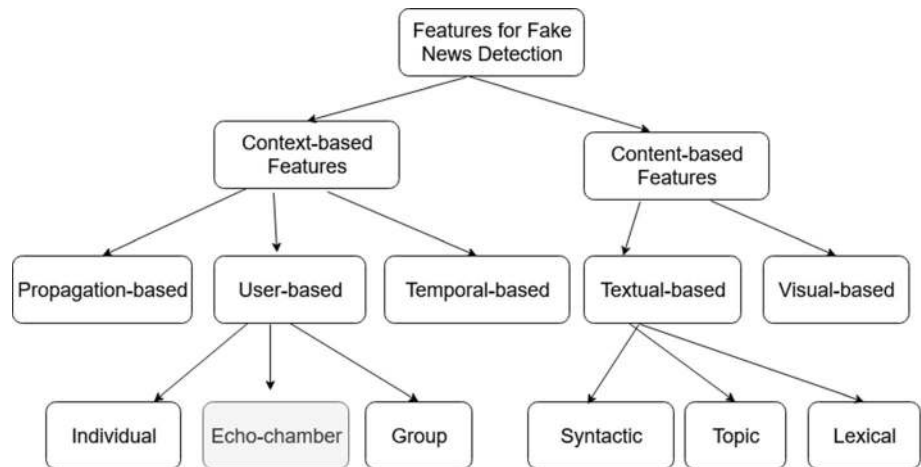 Features for Fake
News Detection
Context-based
Features
Content-based
Features
Propagation-based
User-based
Temporal-based
Textual-based
Visual-based
Individual
Echo-chamber
Group
Syntactic
Topic
Lexical